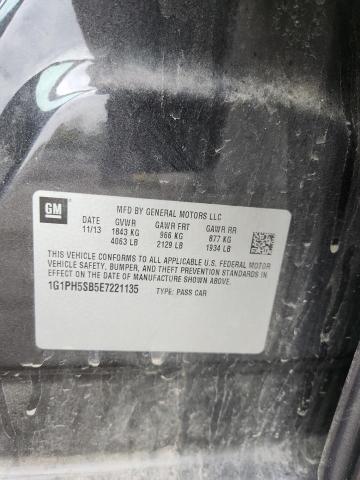 GM
MFD BY GENERAL MOTORS LLC
DATE GVWR GAWR FRT GAWR RR
11/13 1843 KG 966 KG 877 KG
4063 LB 2129 LB 1934 LB
THIS VEHICLE CONFORMS TO ALL APPLICABLE U.S. FEDERAL MOTOR
VEHICLE SAFETY, BUMPER, AND THEFT PREVENTION STANDARDS
IN EFFECT ON THE DATE OF MANUFACTURE SHOWN ABOVE.
1G1PH5SB5E7221135 TYPE: PASS CAR